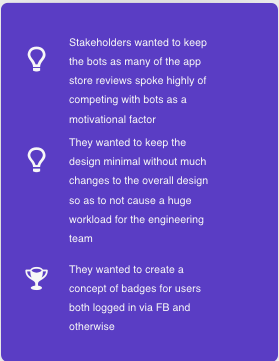 Stakeholders wanted to keep
the bots as many of the app
store reviews spoke highly of
competing with bots as a
motivational factor
They wanted to keep the
design minimal without much
changes to the overall design
so as to not cause a huge
workload for the engineering
team
They wanted to create a
concept of badges for users
both logged in via FB and
otherwise